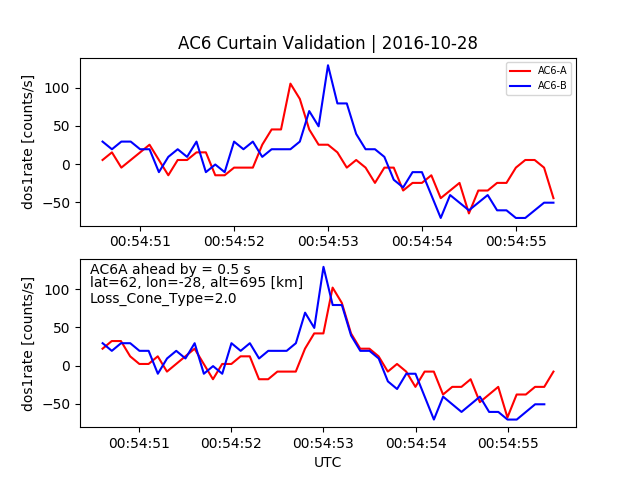 AC6 Curtain Validation | 2016-10-28
dos1rate [counts/s]
100
50
0
−50
AC6-A
AC6-B
00:54:51 00:54:52 00:54:53 00:54:54 00:54:55
dos1rate [counts/s]
100
50
0
−50
AC6A ahead by = 0.5 s
lat=62, lon=-28, alt=695 [km]
Loss_Cone_Type=2.0
00:54:51 00:54:52 00:54:53 00:54:54 00:54:55
UTC